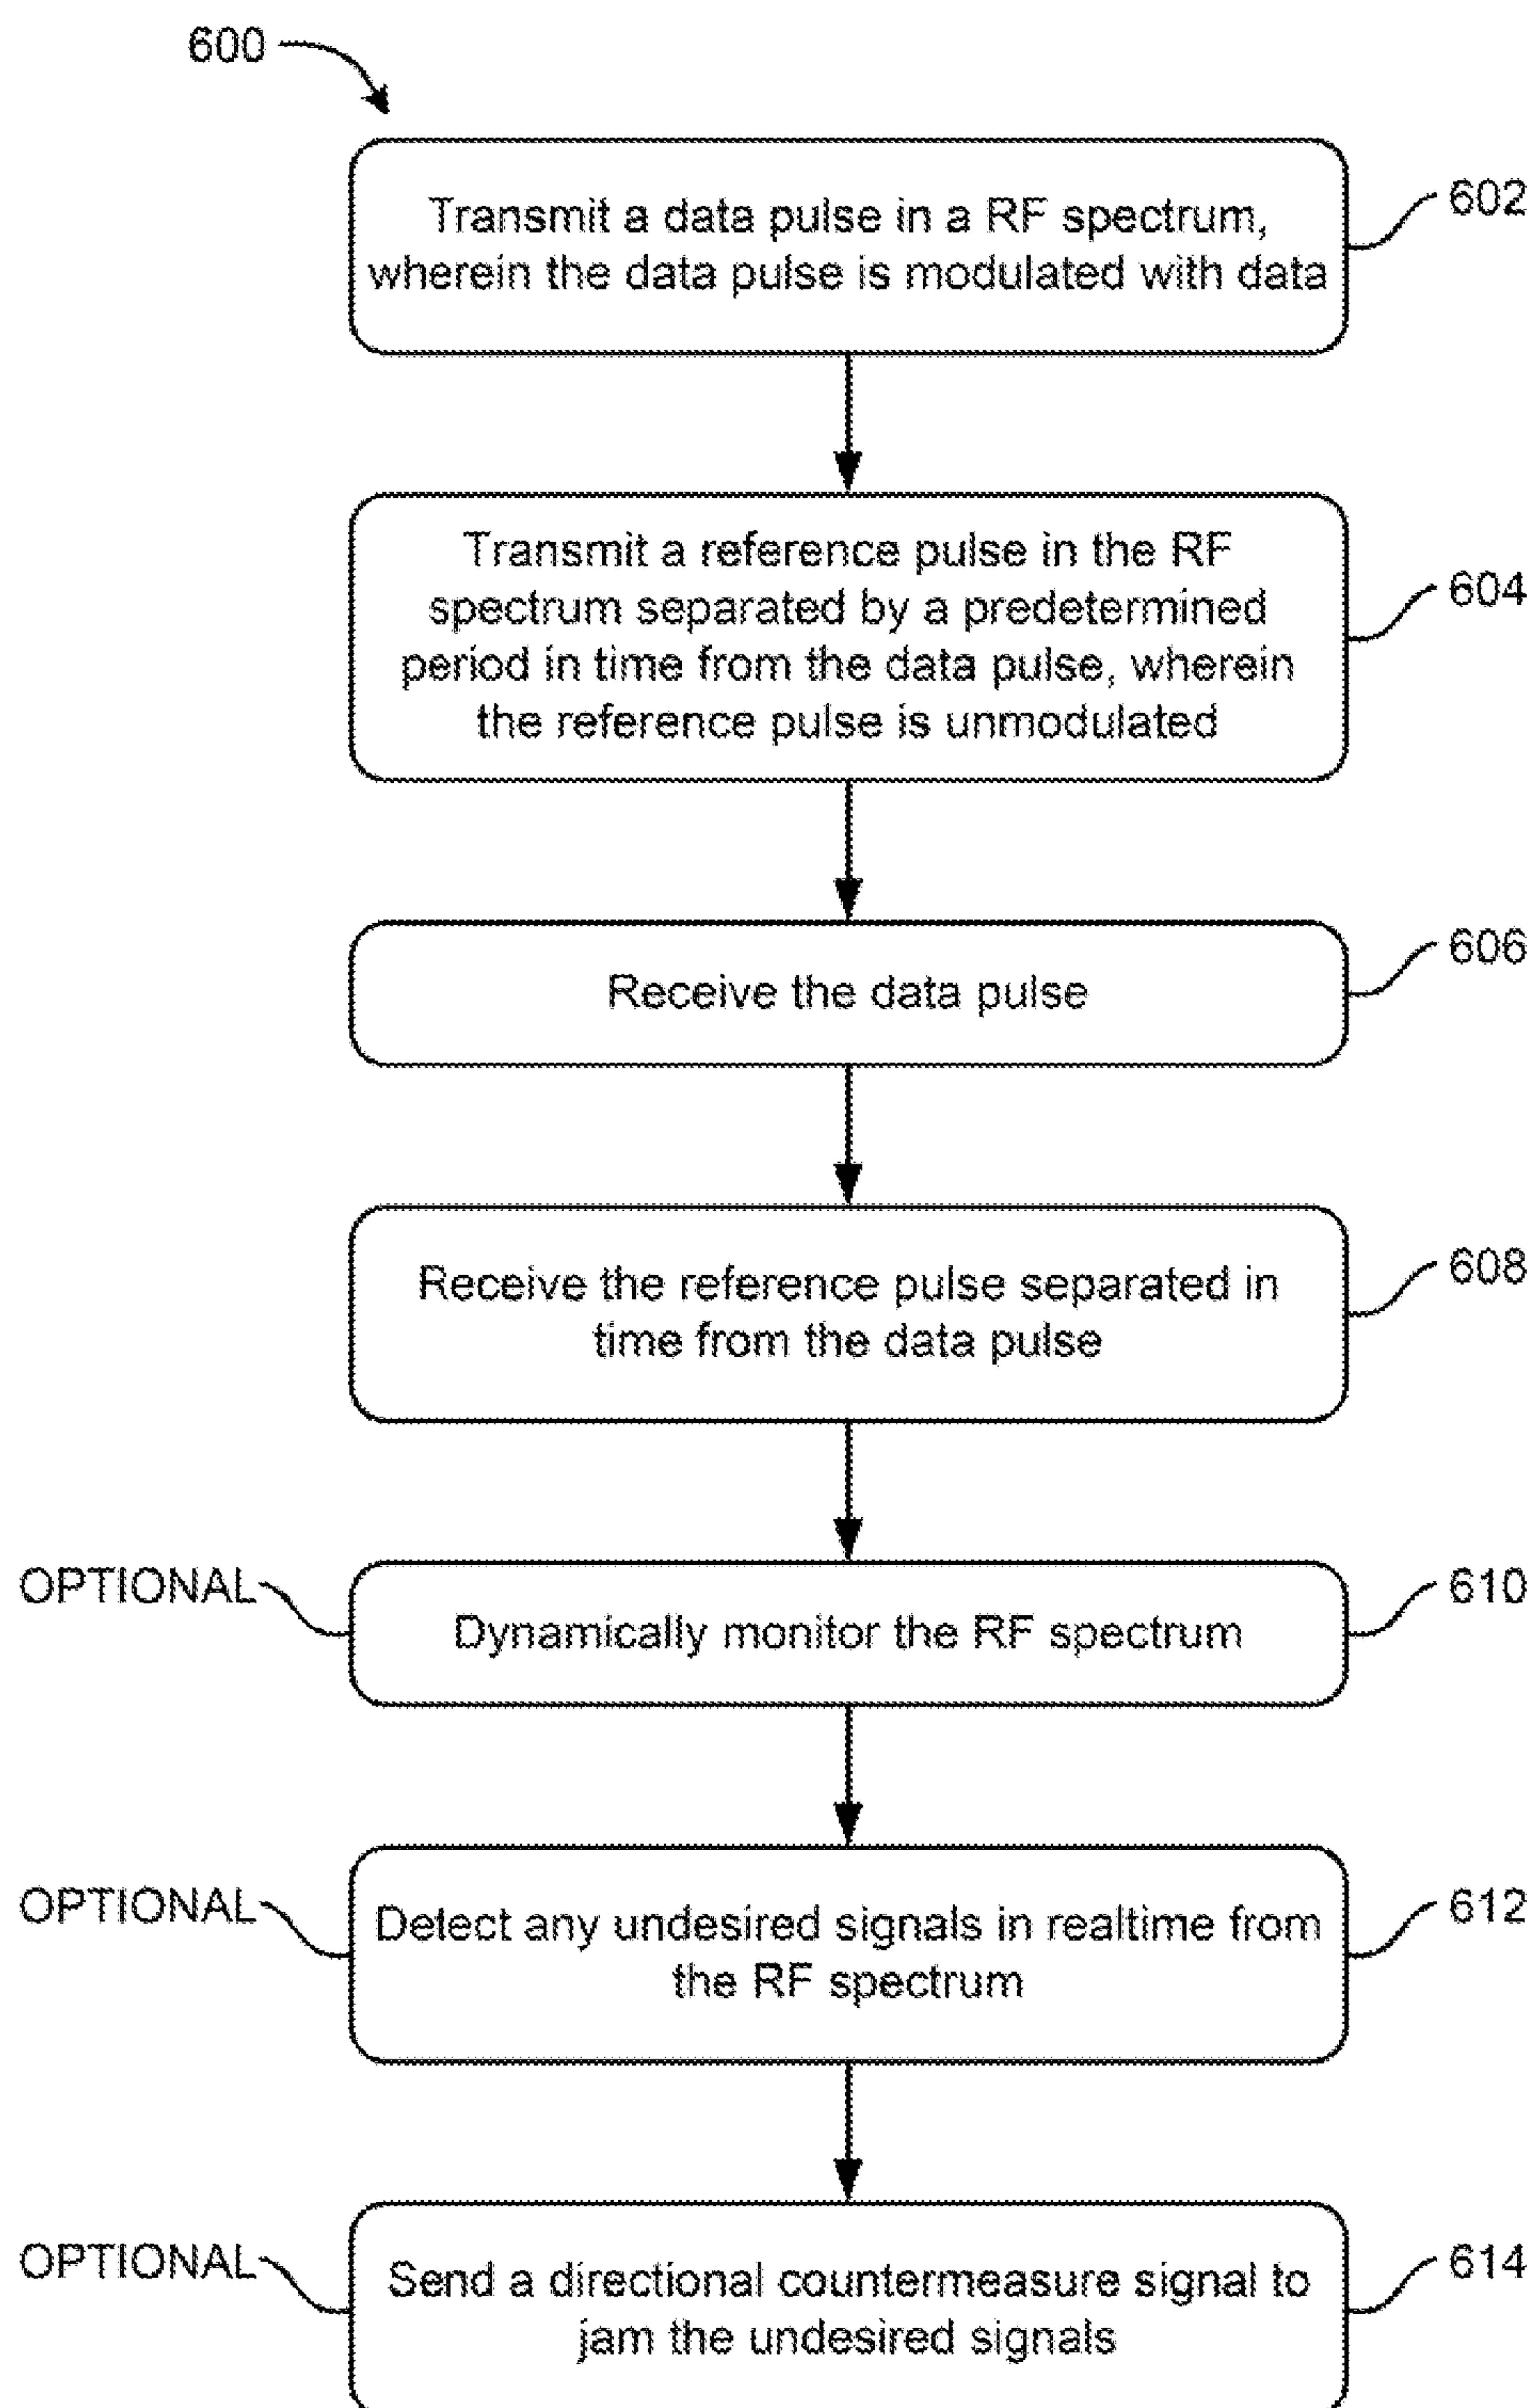 600
Transmit a data pulse in a RF spectrum,
wherein the data pulse is modulated with data
602
Transmit a reference pulse in the RF
spectrum separated by a predetermined
period in time from the data pulse, wherein
the reference pulse is unmodulated
604
Receive the data pulse
606
Receive the reference pulse separated in
time from the data pulse
608
OPTIONAL
Dynamically monitor the RF spectrum
610
OPTIONAL
Detect any undesired signals in realtime from
the RF spectrum
612
OPTIONAL
Send a directional countermeasure signal to
jam the undesired signals
614